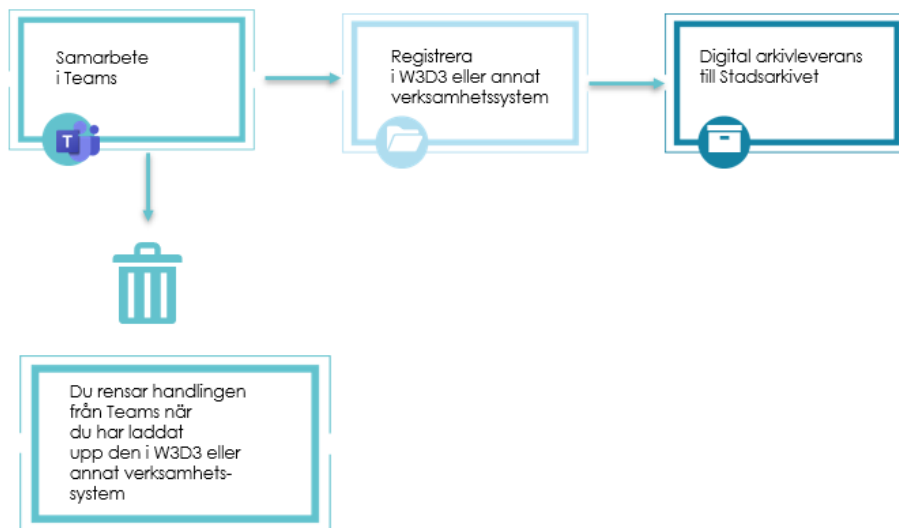 Samarbete
i Teams
T
Registrera
i W3D3 eller annat
verksamhetssystem
Digital arkivleverans
till Stadsarkivet
Du rensar handlingen
från Teams när
du har laddat
upp den i W3D3 eller
annat verksamhets-
system